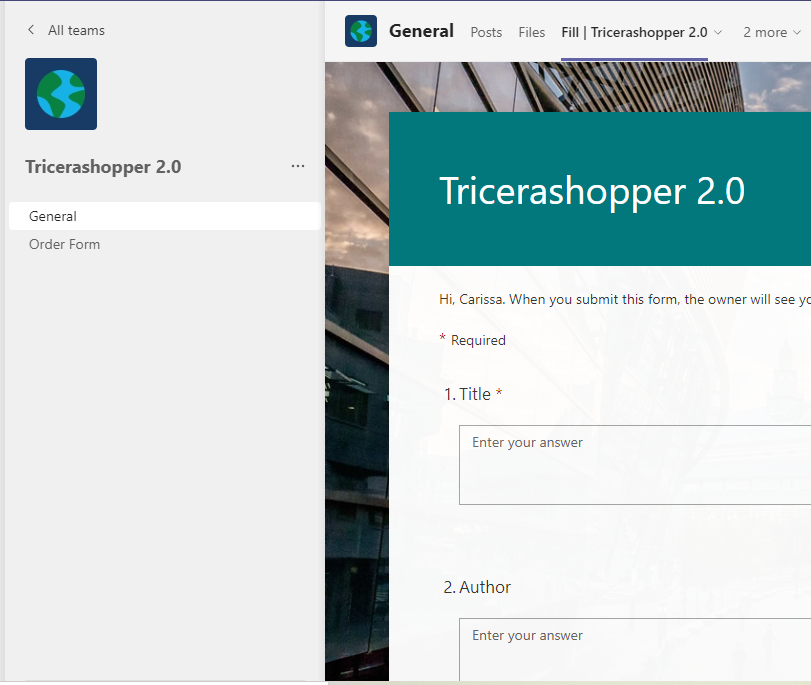 All teams
Tricerashopper 2.0
...
General
Order Form
General Posts Files Fill | Tricerashopper 2.0 2 more
Tricerashopper 2.0
Hi, Carissa. When you submit this form, the owner will see
* Required
1. Title *
Enter your answer
2. Author
Enter your answer